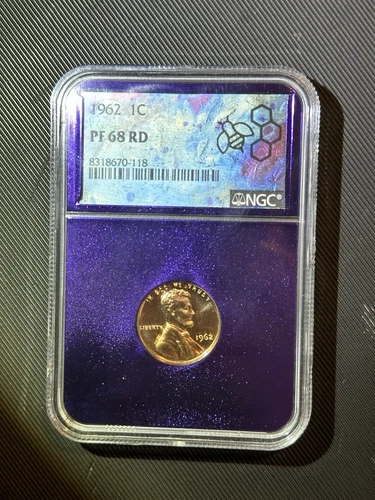 1962 1C
PF 68 RD
8318670-118
NGC
IN GOD WE TRUST
LIBERTY
1962